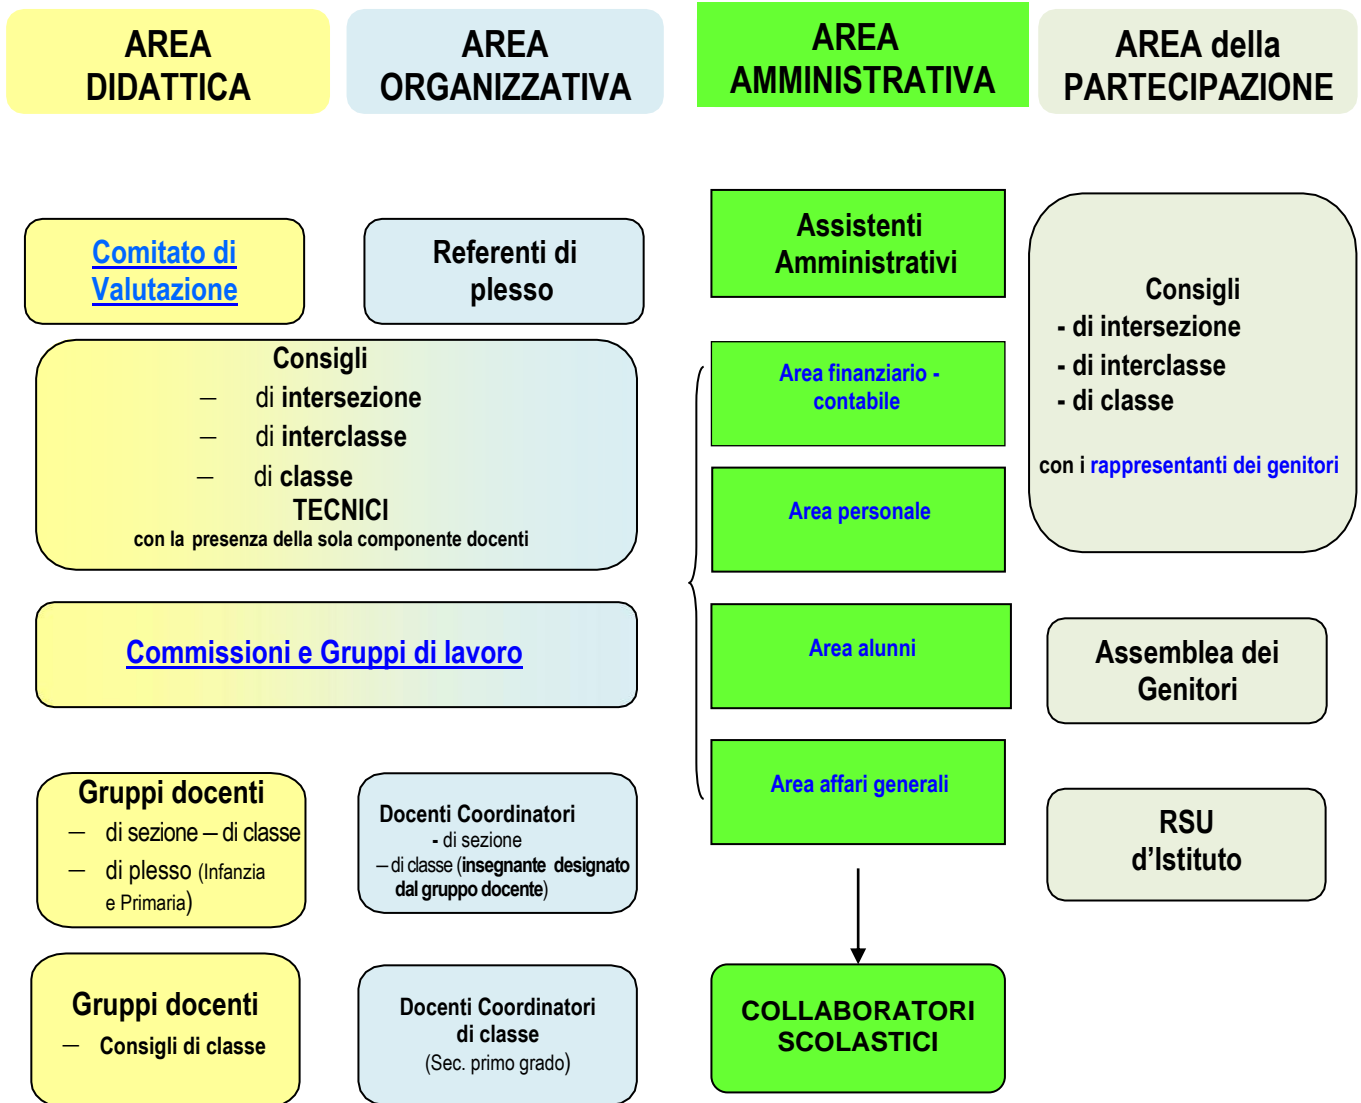 AREA
DIDATTICA
AREA
ORGANIZZATIVA
AREA
AMMINISTRATIVA
AREA della
PARTECIPAZIONE
Comitato di
Valutazione
Referenti di
plesso
Consigli
– di intersezione
– di interclasse
– di classe
TECNICI
con la presenza della sola componente docenti
Commissioni e Gruppi di lavoro
Gruppi docenti
– di sezione – di classe
– di plesso (Infanzia
e Primaria)
Docenti Coordinatori
- di sezione
– di classe (insegnante designato
dal gruppo docente)
Gruppi docenti
– Consigli di classe
Docenti Coordinatori
di classe
(Sec. primo grado)
Assistenti
Amministrativi
Area finanziario -
contabile
Area personale
Area alunni
Area affari generali
COLLABORATORI
SCOLASTICI
Consigli
- di intersezione
- di interclasse
- di classe
con i rappresentanti dei genitori
Assemblea dei
Genitori
RSU
d’Istituto